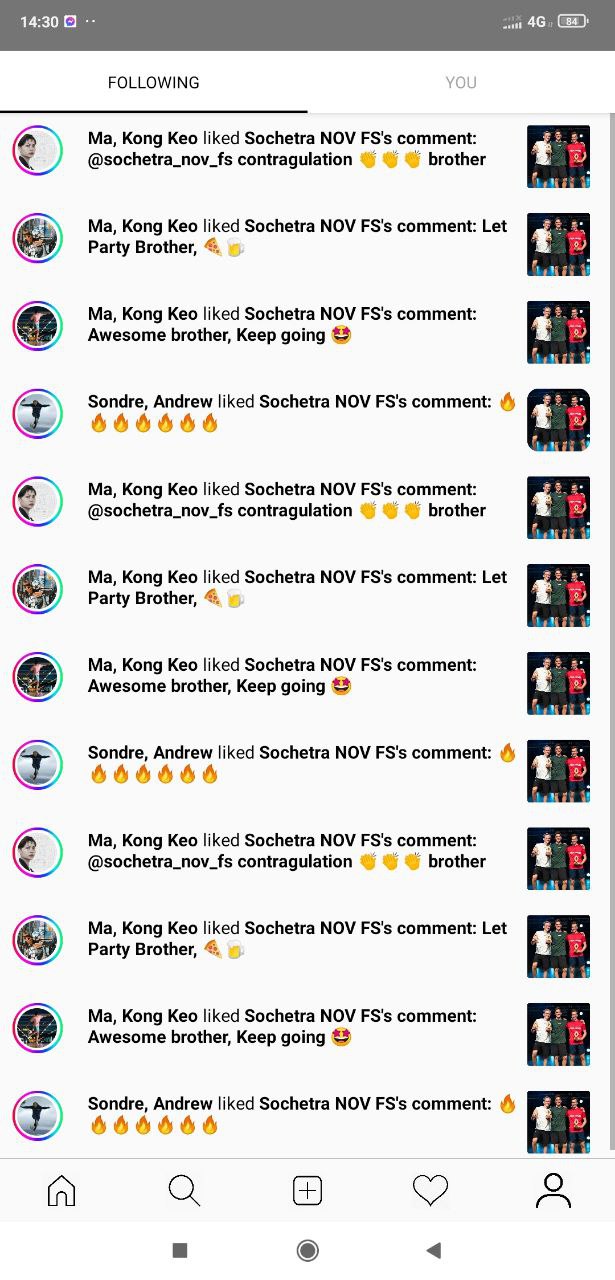 14:30 4G 84
FOLLOWING YOU
Ma, Kong Keo liked Sochetra NOV FS's comment:
@sochetra_nov_fs contragulation 👏👏👏 brother
Ma, Kong Keo liked Sochetra NOV FS's comment: Let
Party Brother, 🍕🍺
Ma, Kong Keo liked Sochetra NOV FS's comment:
Awesome brother, Keep going 🤩
Sondre, Andrew liked Sochetra NOV FS's comment: 🔥
🔥🔥🔥🔥🔥🔥
Ma, Kong Keo liked Sochetra NOV FS's comment:
@sochetra_nov_fs contragulation 👏👏👏 brother
Ma, Kong Keo liked Sochetra NOV FS's comment: Let
Party Brother, 🍕🍺
Ma, Kong Keo liked Sochetra NOV FS's comment:
Awesome brother, Keep going 🤩
Sondre, Andrew liked Sochetra NOV FS's comment: 🔥
🔥🔥🔥🔥🔥🔥
Ma, Kong Keo liked Sochetra NOV FS's comment:
@sochetra_nov_fs contragulation 👏👏👏 brother
Ma, Kong Keo liked Sochetra NOV FS's comment: Let
Party Brother, 🍕🍺
Ma, Kong Keo liked Sochetra NOV FS's comment:
Awesome brother, Keep going 🤩
Sondre, Andrew liked Sochetra NOV FS's comment: 🔥
🔥🔥🔥🔥🔥🔥